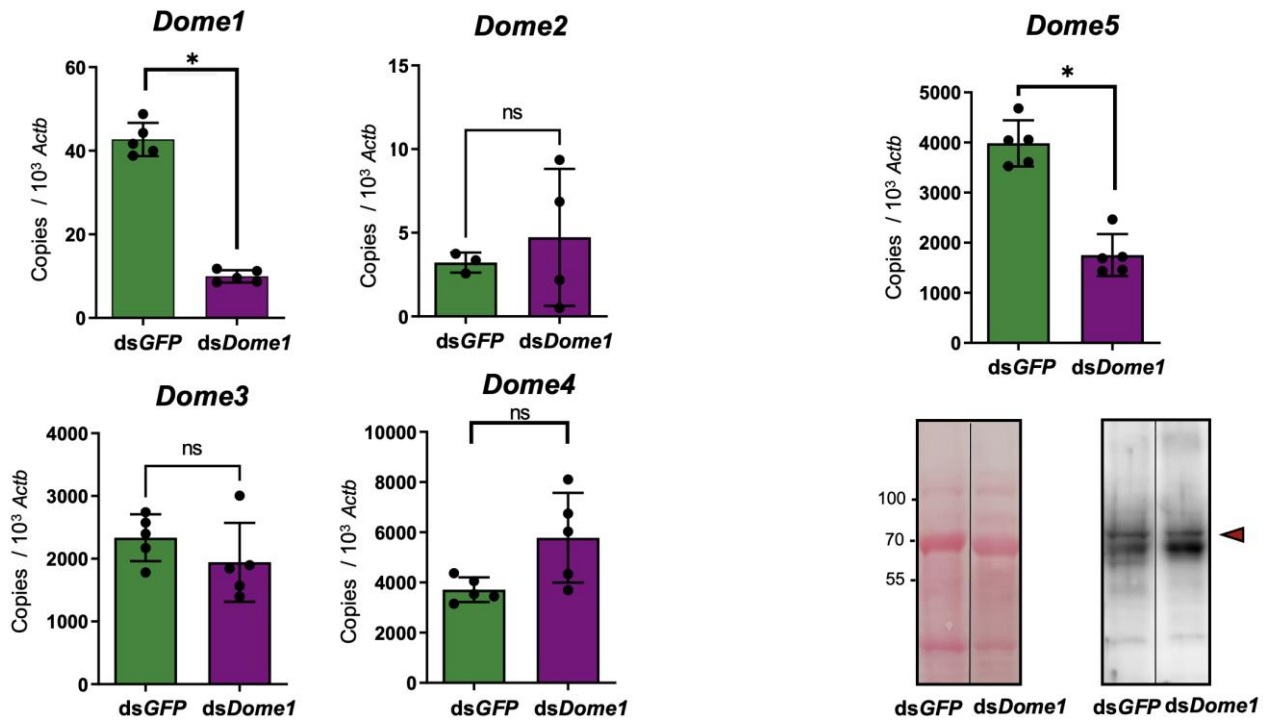 Dome1
60
40
20
0
Copies / 10³ Actb
*
dsGFP dsDome1
Dome2
15
10
5
0
Copies / 10³ Actb
ns
dsGFP dsDome1
Dome5
5000
4000
3000
2000
1000
0
Copies / 10³ Actb
*
dsGFP dsDome1
Dome3
4000
3000
2000
1000
0
Copies / 10³ Actb
ns
dsGFP dsDome1
Dome4
10000
8000
6000
4000
2000
0
Copies / 10³ Actb
ns
dsGFP dsDome1
100
70
55
dsGFP dsDome1
dsGFP dsDome1